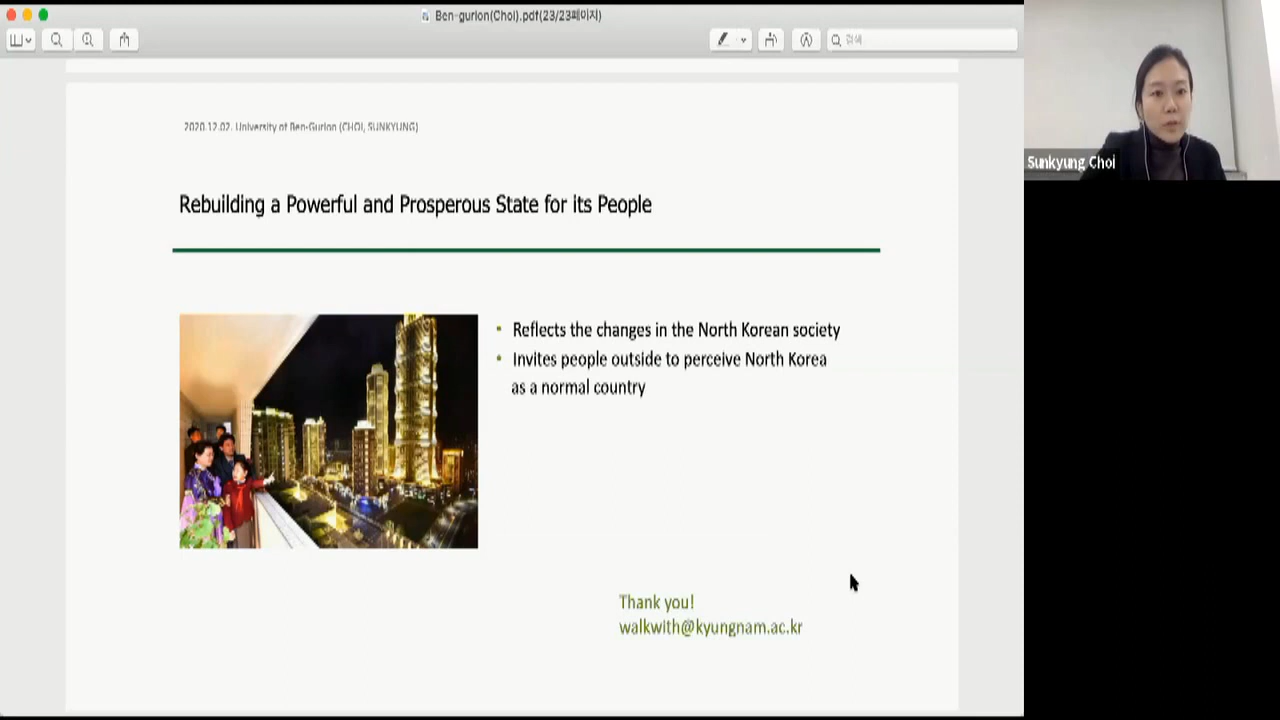 Ben-gurion(Choi).pdf(23/23페이지)
검색
2020.12.02. University of Ben-Gurion (CHOI, SUNKYUNG)
Sunkyung Choi
Rebuilding a Powerful and Prosperous State for its People
• Reflects the changes in the North Korean society
• Invites people outside to perceive North Korea
as a normal country
Thank you!
walkwith@kyungnam.ac.kr